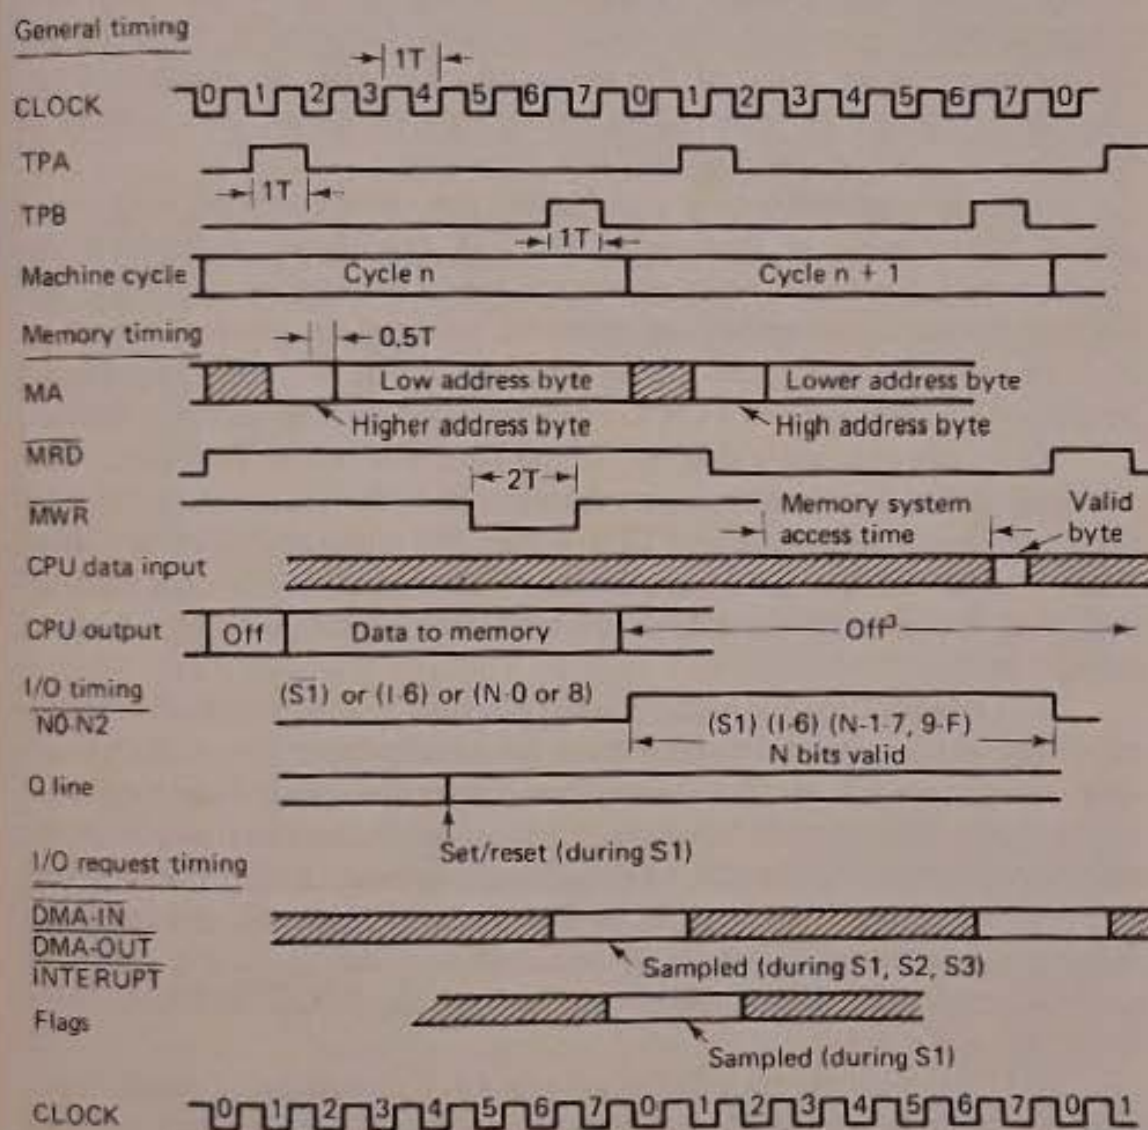 General timing
1T
CLOCK 0 1 2 3 4 5 6 7 0 1 2 3 4 5 6 7 0
TPA
1T
TPB
1T
Machine cycle Cycle n Cycle n + 1
Memory timing 0.5T
MA Low address byte Lower address byte
Higher address byte High address byte
MRD
2T
MWR Memory system access time Valid byte
CPU data input
CPU output Off Data to memory Off³
I/O timing (S1) or (I-6) or (N-0 or 8)
N0-N2 (S1) (I-6) (N-1-7, 9-F)
N bits valid
Q line
Set/reset (during S1)
I/O request timing
DMA-IN
DMA-OUT
INTERUPT Sampled (during S1, S2, S3)
Flags
Sampled (during S1)
CLOCK 0 1 2 3 4 5 6 7 0 1 2 3 4 5 6 7 0 1